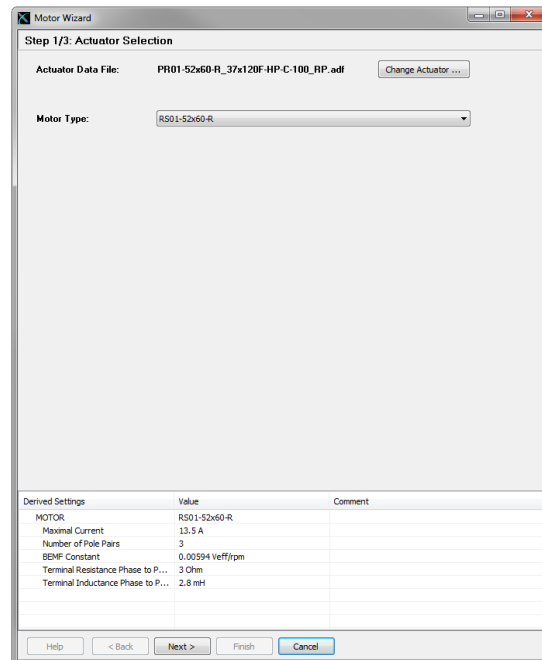 Motor Wizard
Step 1/3: Actuator Selection
Actuator Data File: PR01-52x60-R_37x120F-HP-C-100_RP.adf Change Actuator ...
Motor Type: RS01-52x60-R
Derived Settings Value Comment
MOTOR RS01-52x60-R
Maximal Current 13.5 A
Number of Pole Pairs 3
BEMF Constant 0.00594 Veff/rpm
Terminal Resistance Phase to P... 3 Ohm
Terminal Inductance Phase to P... 2.8 mH
Help < Back Next > Finish Cancel